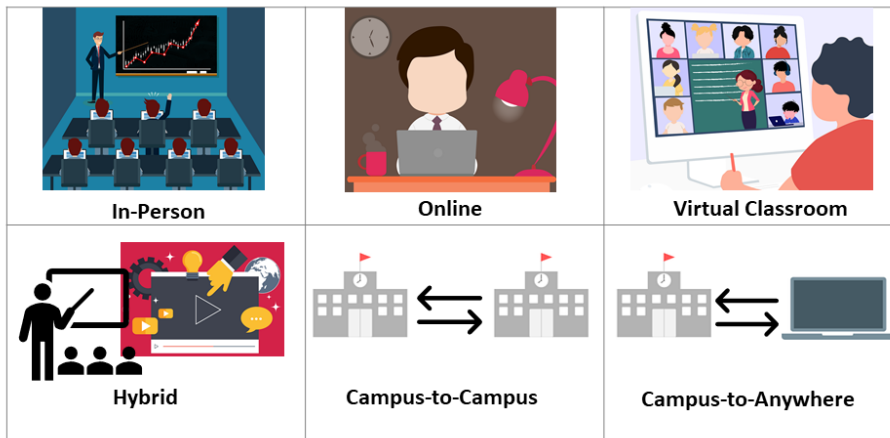 In-Person
Online
Virtual Classroom
Hybrid
Campus-to-Campus
Campus-to-Anywhere